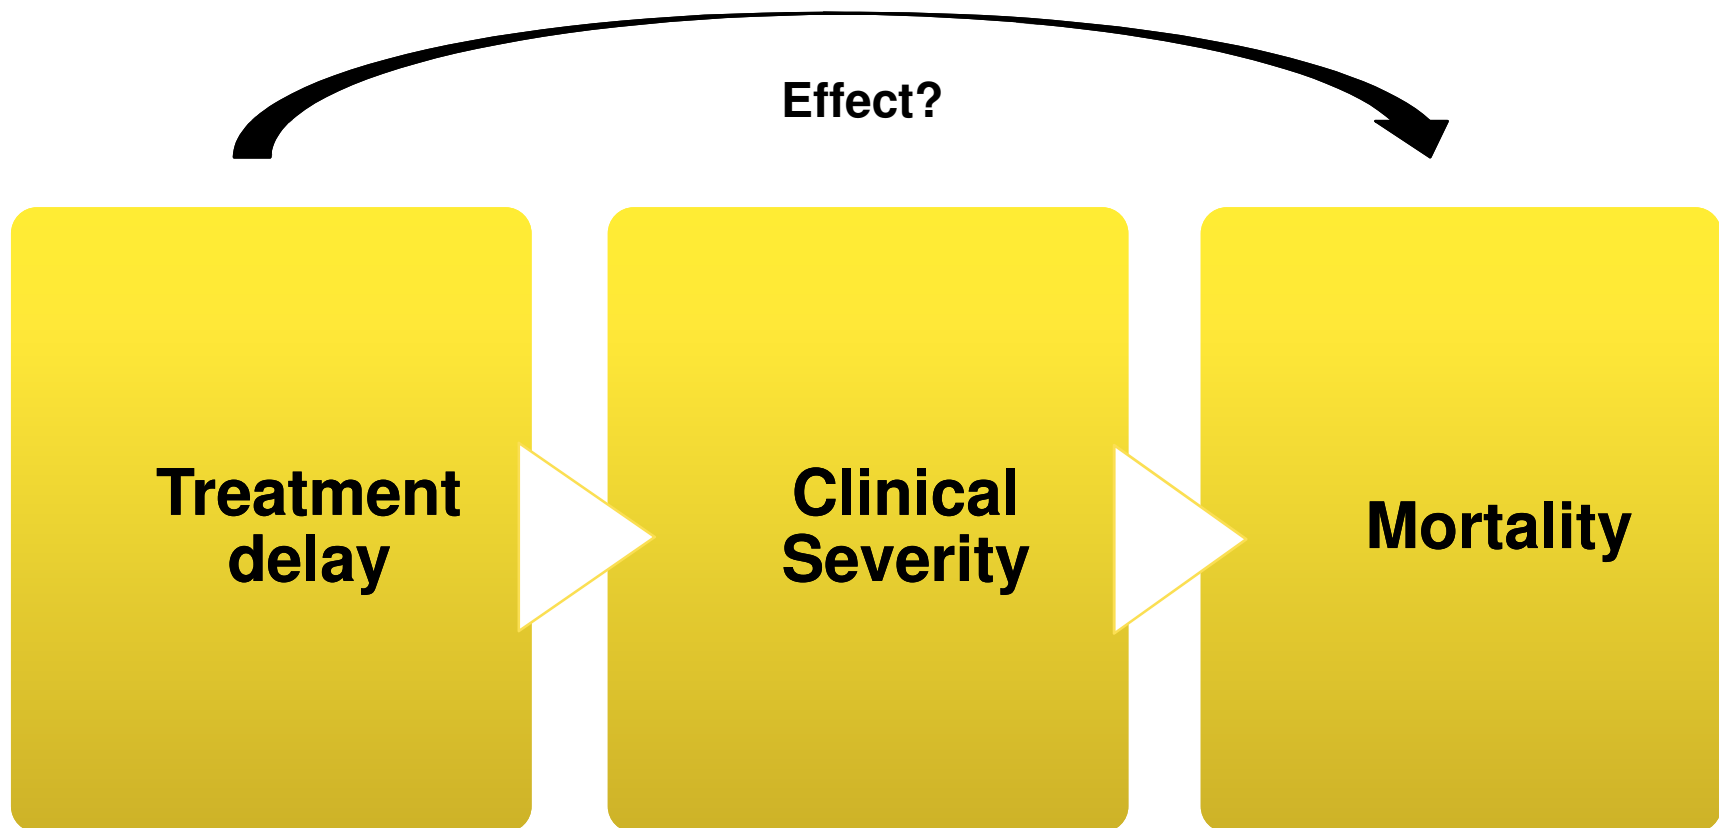 Effect?
Treatment
delay
Clinical
Severity
Mortality